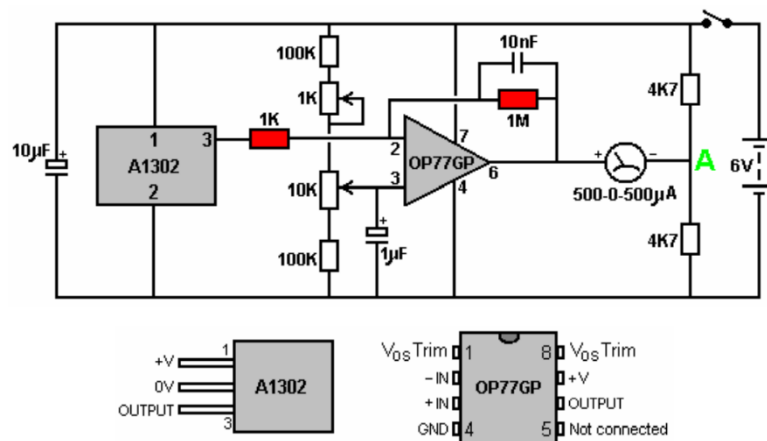 10nF
100K
4K7
1K
1K
1M
10µF
+
1
3
A1302
2
2
7
OP77GP
6
+
−
A
6V
10K
3
4
500-0-500µA
+
1µF
100K
4K7
1
+V
0V
A1302
OUTPUT
3
VOS Trim
1
8
VOS Trim
−IN
+V
OP77GP
+IN
OUTPUT
GND
4
5
Not connected